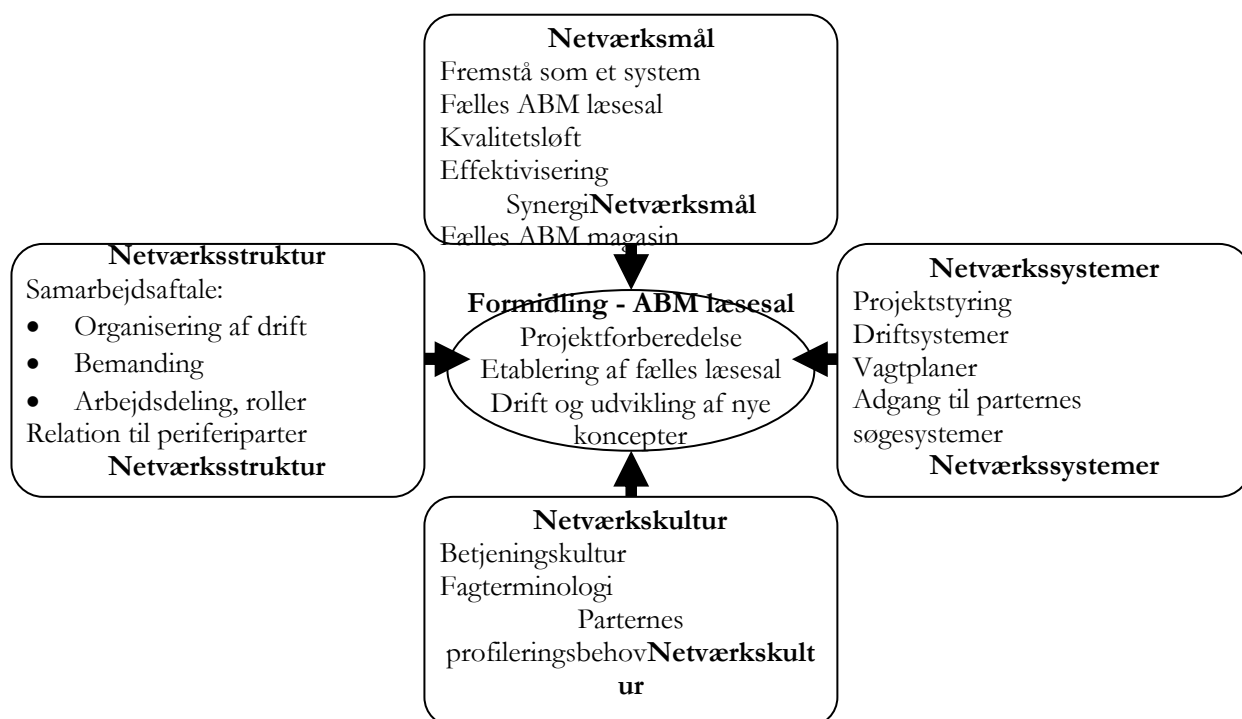 Netværksmål
Fremstå som et system
Fælles ABM læsesal
Kvalitetsløft
Effektivisering
SynergiNetværksmål
Fælles ABM magasin
Netværksstruktur
Samarbejdsaftale:
• Organisering af drift
• Bemanding
• Arbejdsdeling, roller
Relation til periferiparter
Netværksstruktur
Formidling - ABM læsesal
Projektforberedelse
Etablering af fælles læsesal
Drift og udvikling af nye
koncepter
Netværkssystemer
Projektstyring
Driftsystemer
Vagtplaner
Adgang til parternes
søgesystemer
Netværkssystemer
Netværkskultur
Betjeningskultur
Fagterminologi
Parternes
profileringsbehovNetværkskult
ur